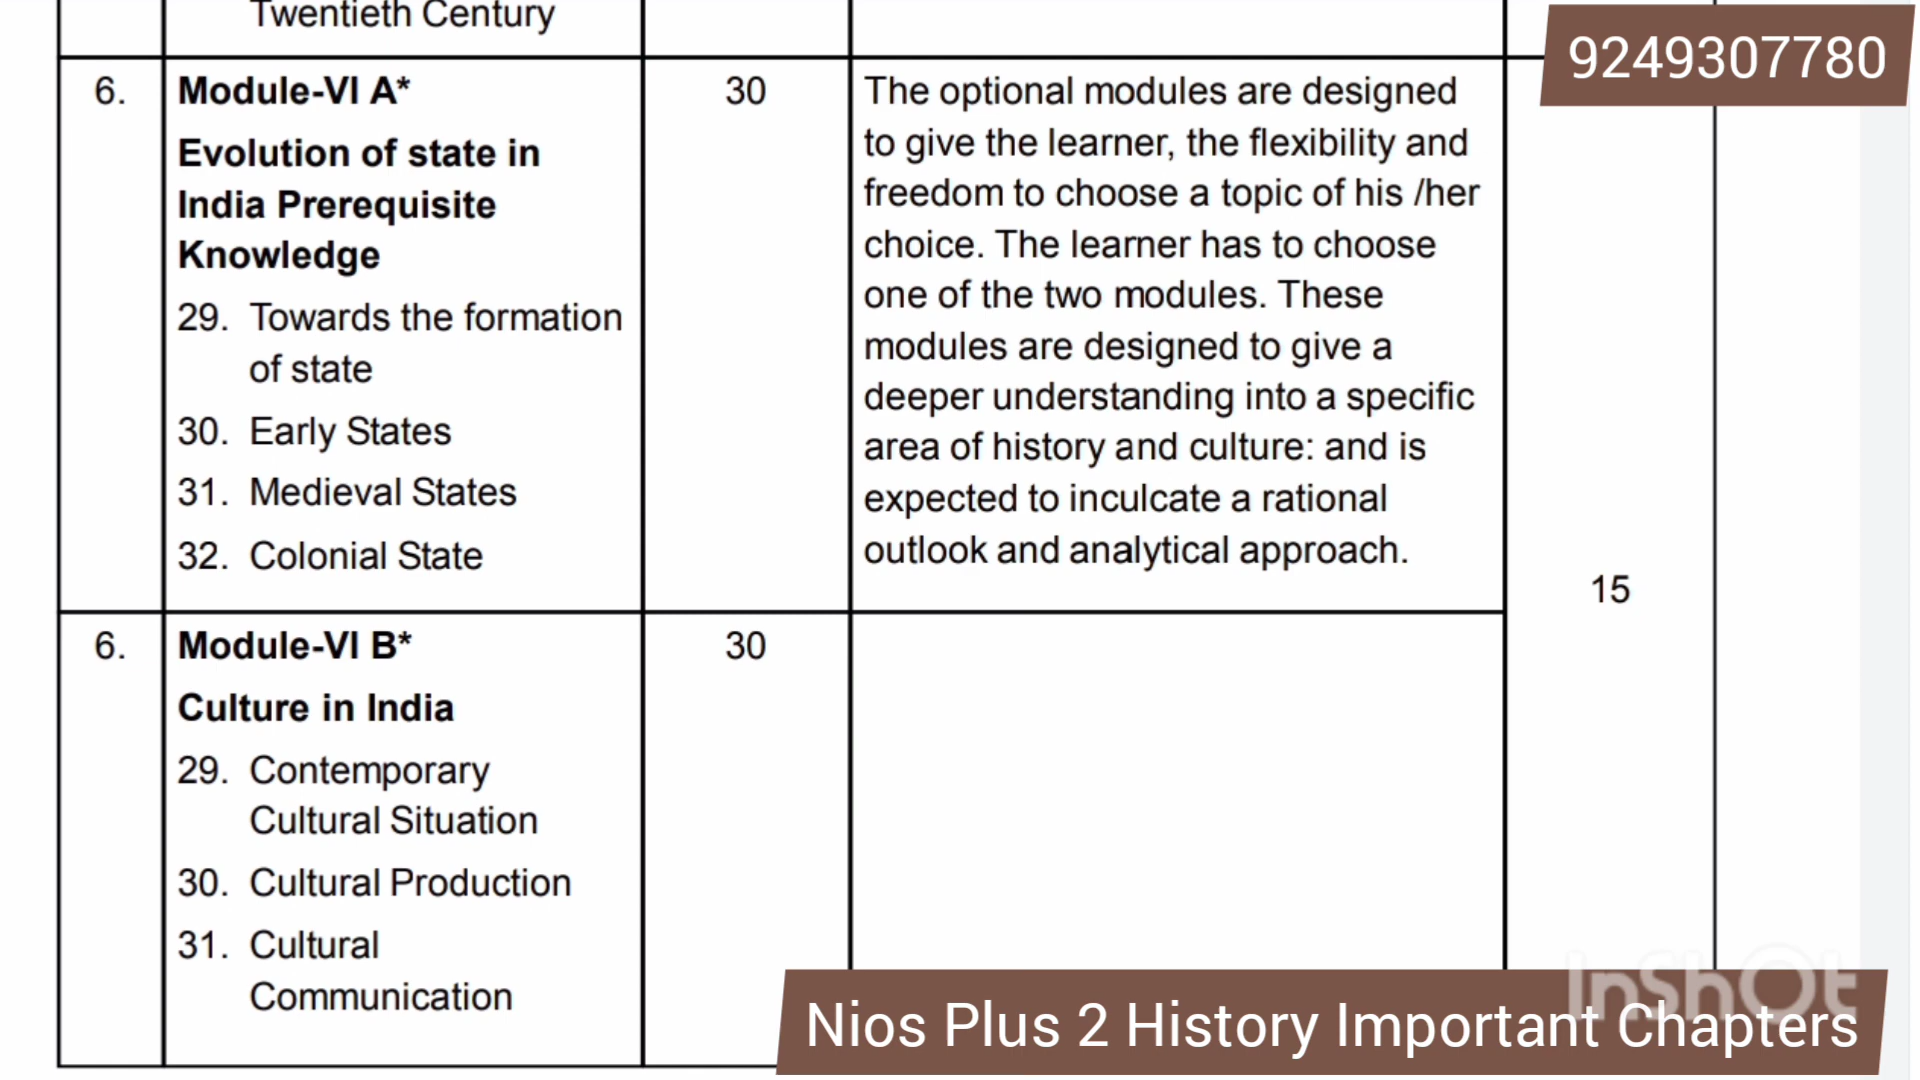 Twentieth Century
9249307780
6.
Module-VI A*
30
Evolution of state in
India Prerequisite
Knowledge
29. Towards the formation
of state
30. Early States
31. Medieval States
32. Colonial State
The optional modules are designed
to give the learner, the flexibility and
freedom to choose a topic of his /her
choice. The learner has to choose
one of the two modules. These
modules are designed to give a
deeper understanding into a specific
area of history and culture: and is
expected to inculcate a rational
outlook and analytical approach.
15
6.
Module-VI B*
30
Culture in India
29. Contemporary
Cultural Situation
30. Cultural Production
31. Cultural
Communication
InShOt
Nios Plus 2 History Important Chapters